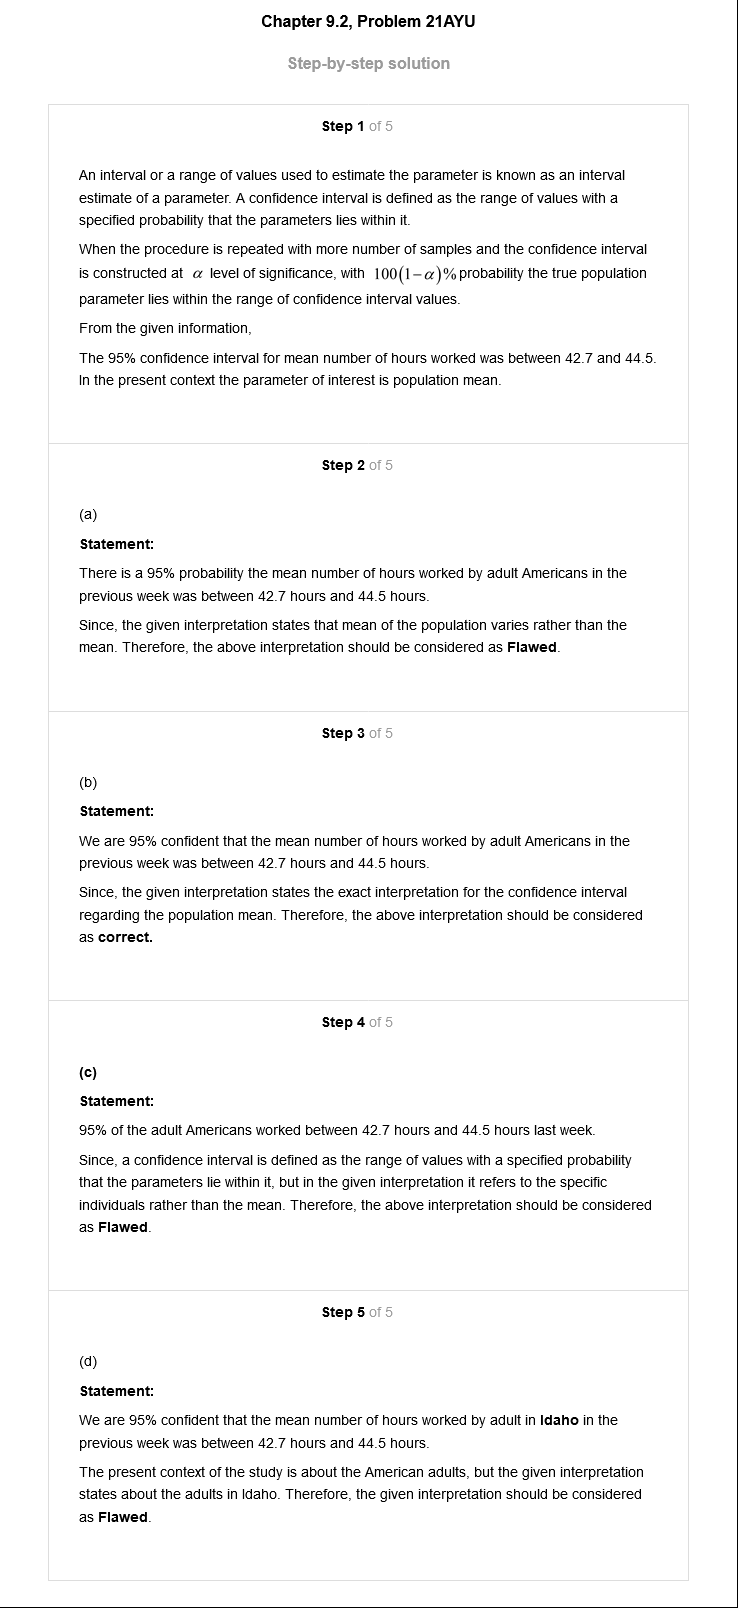 Chapter 9.2, Problem 21AYU
Step-by-step solution
Step 1 of 5
An interval or a range of values used to estimate the parameter is known as an interval
estimate of a parameter. A confidence interval is defined as the range of values with a
specified probability that the parameters lies within it.
When the procedure is repeated with more number of samples and the confidence interval
is constructed at α level of significance, with 100(1−α)% probability the true population
parameter lies within the range of confidence interval values.
From the given information,
The 95% confidence interval for mean number of hours worked was between 42.7 and 44.5.
In the present context the parameter of interest is population mean.
Step 2 of 5
(a)
Statement:
There is a 95% probability the mean number of hours worked by adult Americans in the
previous week was between 42.7 hours and 44.5 hours.
Since, the given interpretation states that mean of the population varies rather than the
mean. Therefore, the above interpretation should be considered as Flawed.
Step 3 of 5
(b)
Statement:
We are 95% confident that the mean number of hours worked by adult Americans in the
previous week was between 42.7 hours and 44.5 hours.
Since, the given interpretation states the exact interpretation for the confidence interval
regarding the population mean. Therefore, the above interpretation should be considered
as correct.
Step 4 of 5
(c)
Statement:
95% of the adult Americans worked between 42.7 hours and 44.5 hours last week.
Since, a confidence interval is defined as the range of values with a specified probability
that the parameters lie within it, but in the given interpretation it refers to the specific
individuals rather than the mean. Therefore, the above interpretation should be considered
as Flawed.
Step 5 of 5
(d)
Statement:
We are 95% confident that the mean number of hours worked by adult in Idaho in the
previous week was between 42.7 hours and 44.5 hours.
The present context of the study is about the American adults, but the given interpretation
states about the adults in Idaho. Therefore, the given interpretation should be considered
as Flawed.